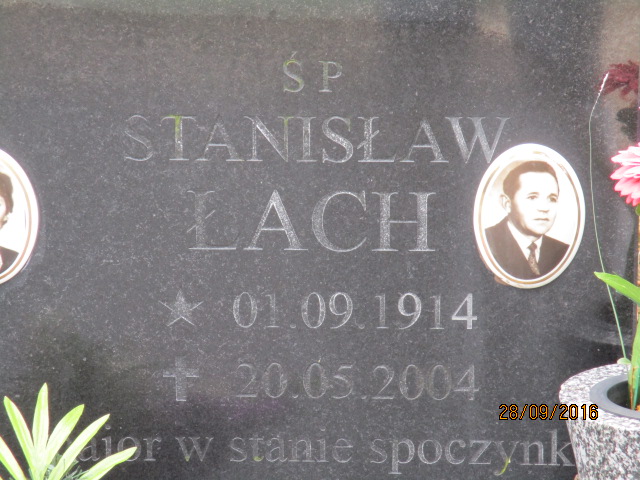 ŚP
STANISŁAW
ŁACH
★ 01.09.1914
✝ 20.05.2004
w stanie
28/09/2016